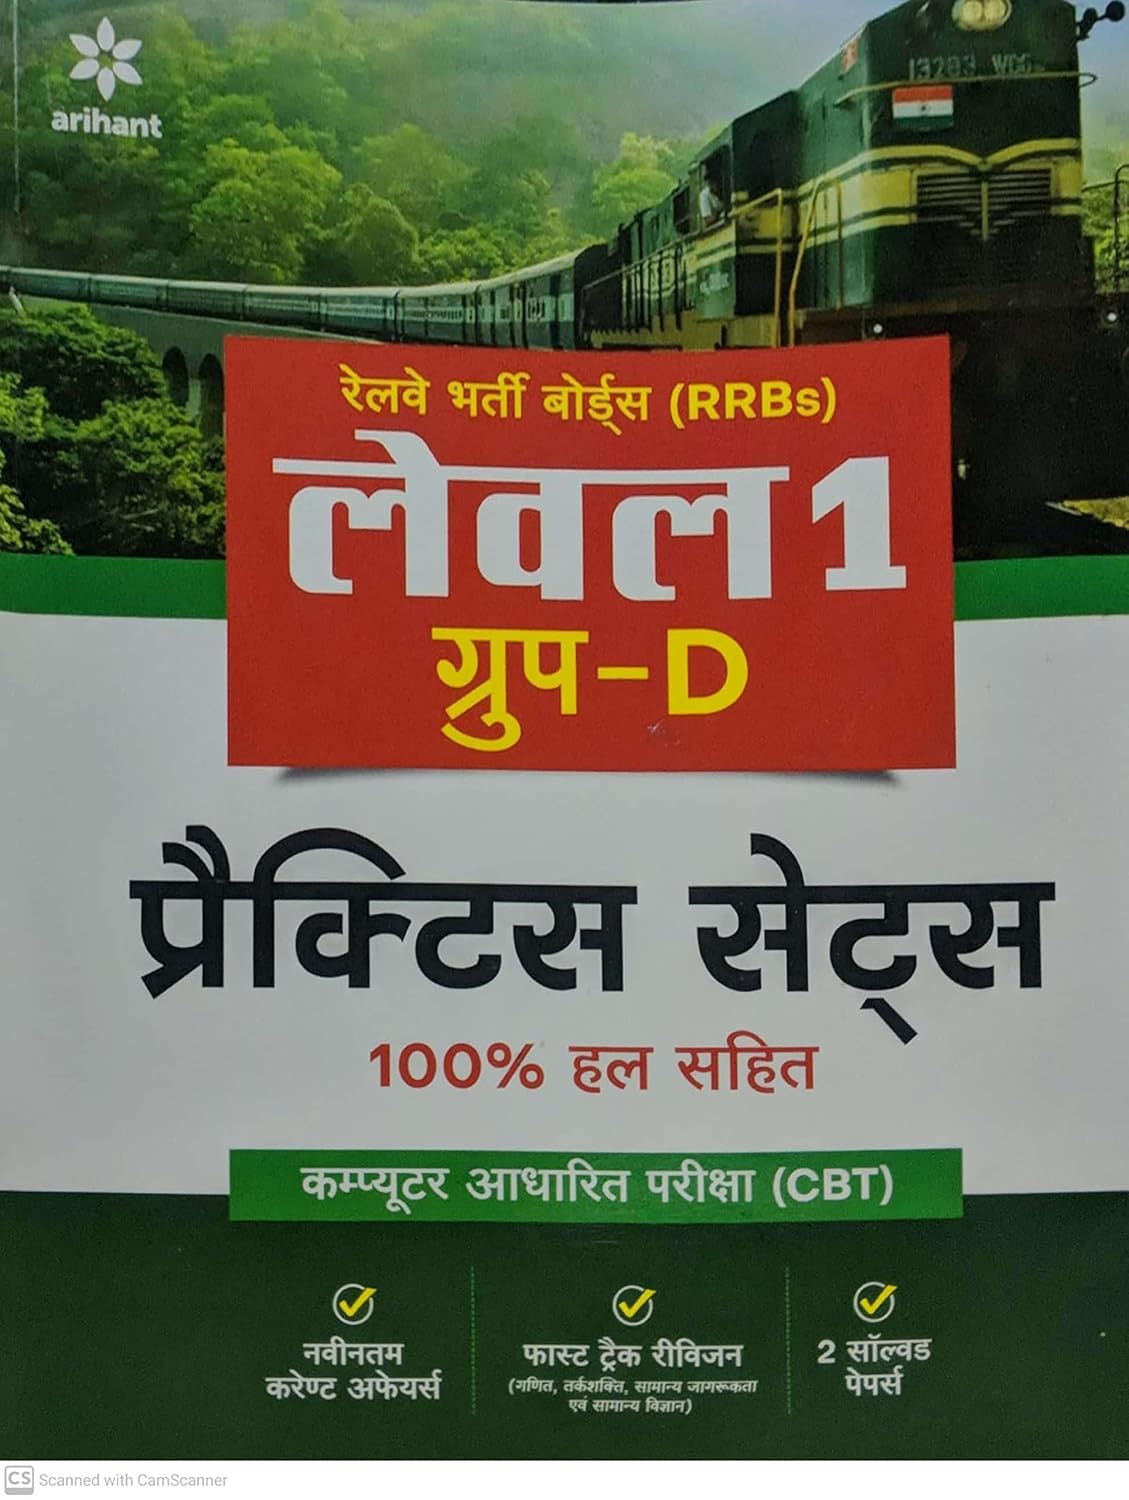 arihant
13283 WDG
रेलवे भर्ती बोर्ड्स (RRBs)
लेवल 1
ग्रुप-D
प्रैक्टिस सेट्स
100% हल सहित
कम्प्यूटर आधारित परीक्षा (CBT)
नवीनतम
करेण्ट अफेयर्स
फास्ट ट्रैक रीविजन
(गणित, तर्कशक्ति, सामान्य जागरूकता
एवं सामान्य विज्ञान)
2 सॉल्वड
पेपर्स
CS Scanned with CamScanner